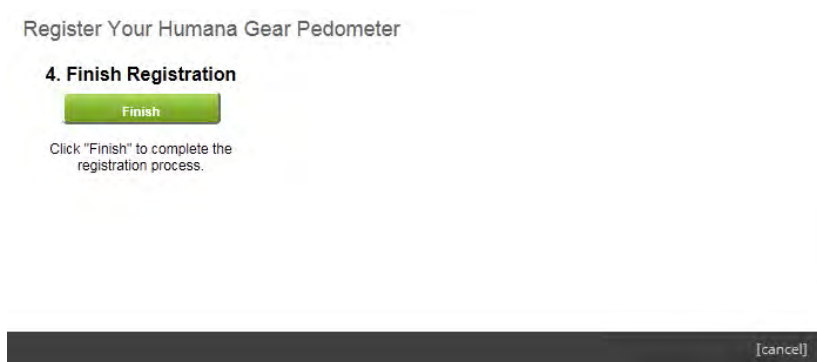 Register Your Humana Gear Pedometer
4. Finish Registration
Finish
Click "Finish" to complete the
registration process.
[cancel]